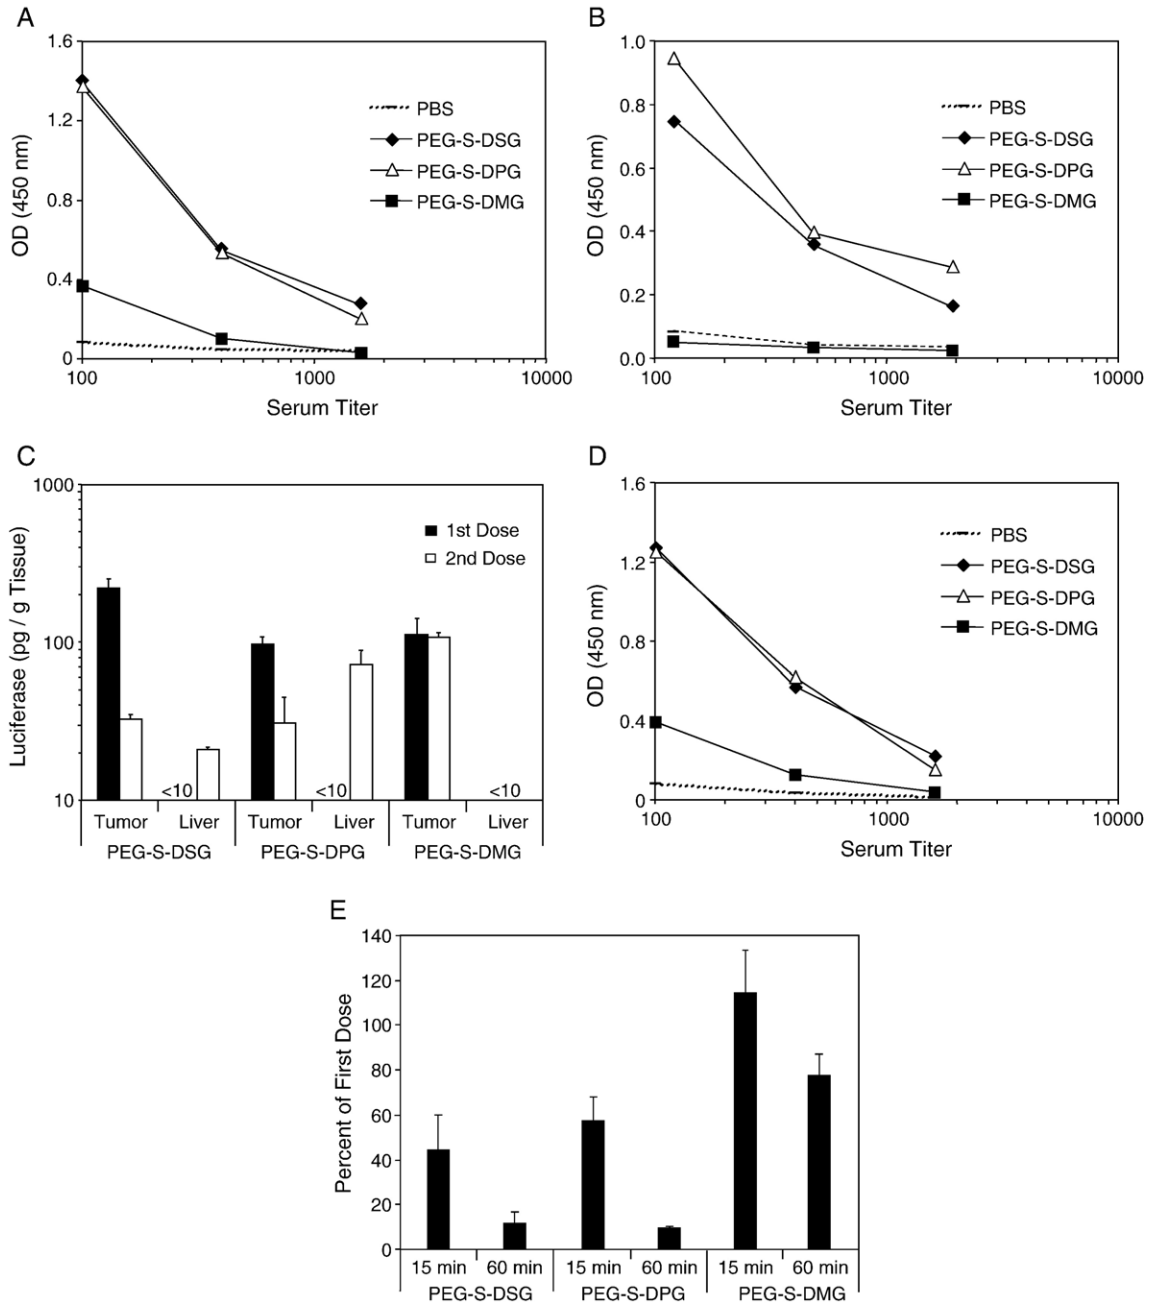 A
1.6
1.2
0.8
0.4
0
OD (450 nm)
100
1000
10000
Serum Titer
PBS
PEG-S-DSG
PEG-S-DPG
PEG-S-DMG
B
1.0
0.8
0.6
0.4
0.2
0.0
OD (450 nm)
100
1000
10000
Serum Titer
PBS
PEG-S-DSG
PEG-S-DPG
PEG-S-DMG
C
1000
100
10
Luciferase (pg / g Tissue)
1st Dose
2nd Dose
<10
<10
<10
Tumor Liver Tumor Liver Tumor Liver
PEG-S-DSG PEG-S-DPG PEG-S-DMG
D
1.6
1.2
0.8
0.4
0
OD (450 nm)
100
1000
10000
Serum Titer
PBS
PEG-S-DSG
PEG-S-DPG
PEG-S-DMG
E
140
120
100
80
60
40
20
0
Percent of First Dose
15 min 60 min 15 min 60 min 15 min 60 min
PEG-S-DSG PEG-S-DPG PEG-S-DMG